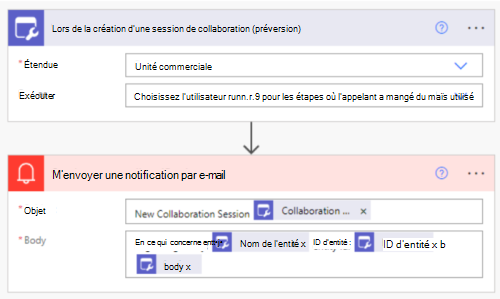 Lors de la création d'une session de collaboration (préversion)
* Étendue
Unité commerciale
Exécuter
Choisissez l'utilisateur runn.r.9 pour les étapes où l'appelant a mangé du maïs utilisé
M'envoyer une notification par e-mail
* Objet
New Collaboration Session Collaboration ... x
* Body
En ce qui concerne Nom de l'entité x ID d'entité : ID d'entité x b
body x